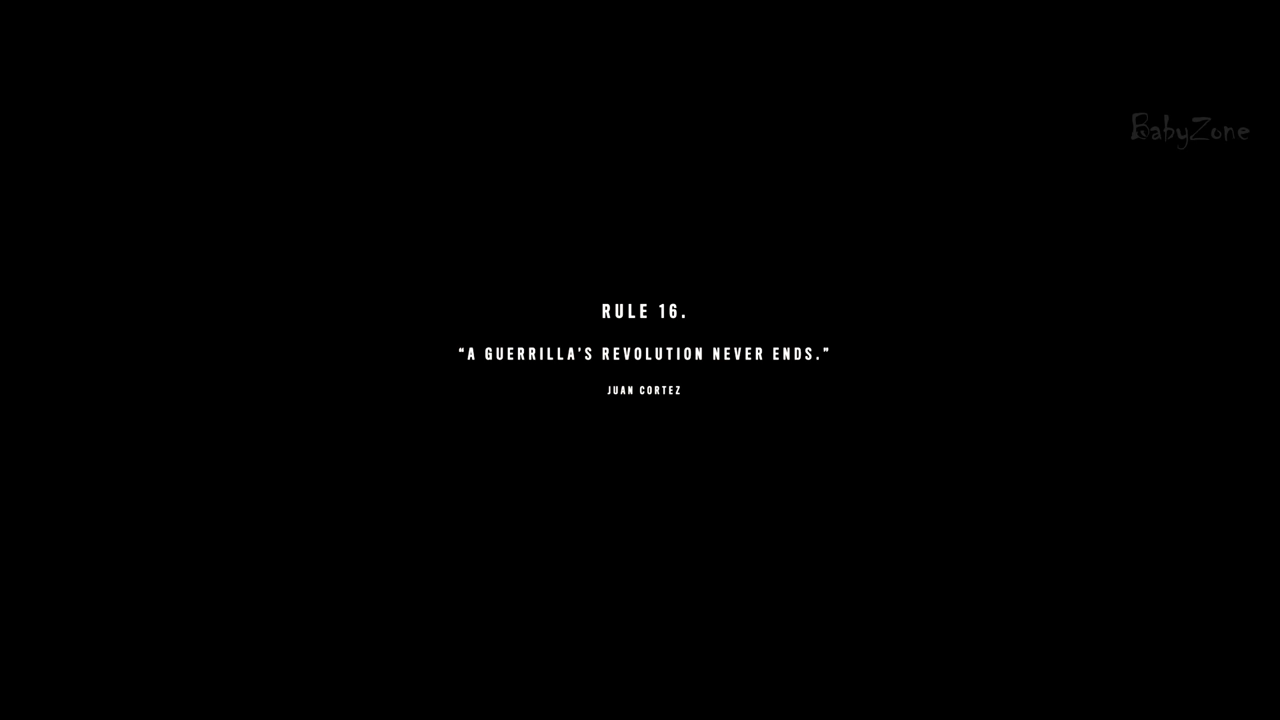 BabyZone
RULE 16.
“A GUERRILLA’S REVOLUTION NEVER ENDS.”
JUAN CORTEZ